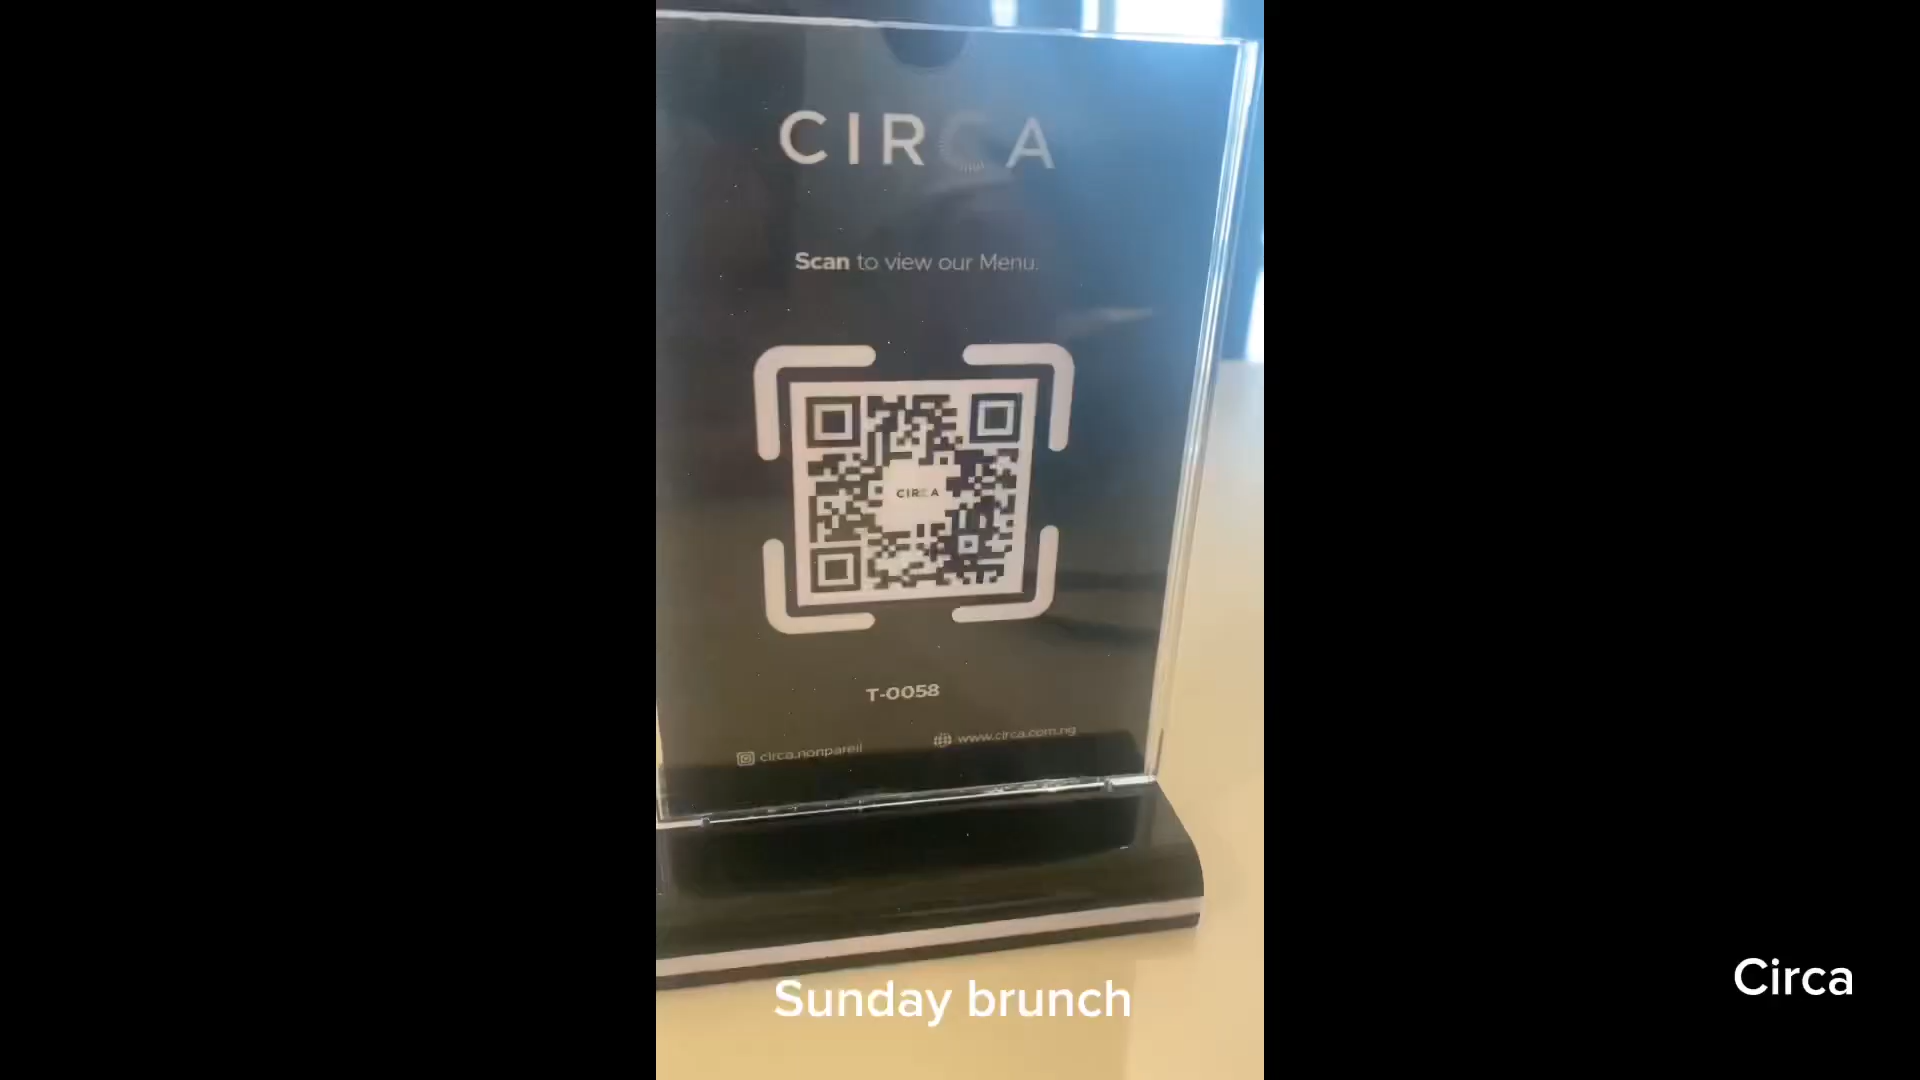 CIRCA
Scan to view our Menu.
CIRCA
T-0058
circa.nonpareil
www.circa.com.ng
Sunday brunch
Circa